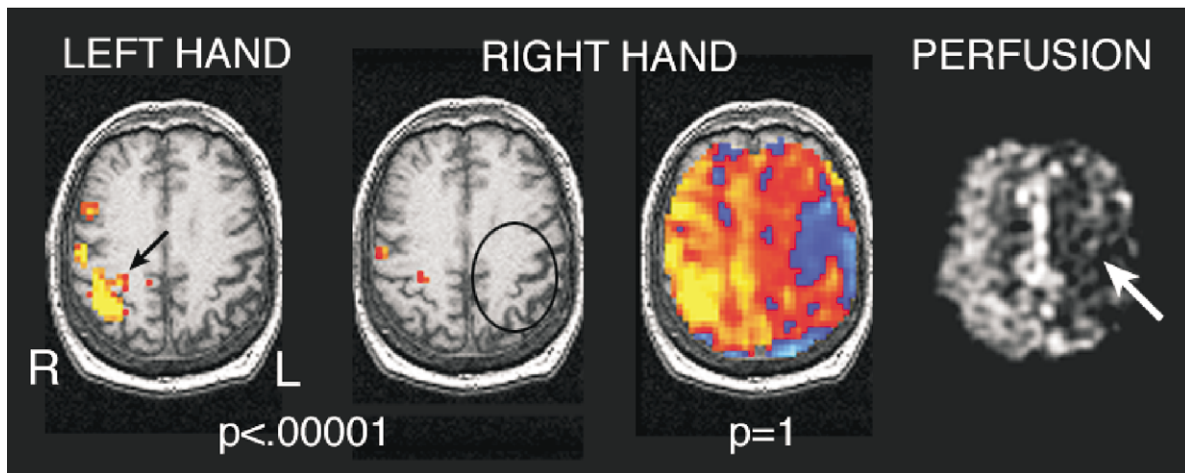 LEFT HAND
RIGHT HAND
PERFUSION
R
L
p<.00001
p=1